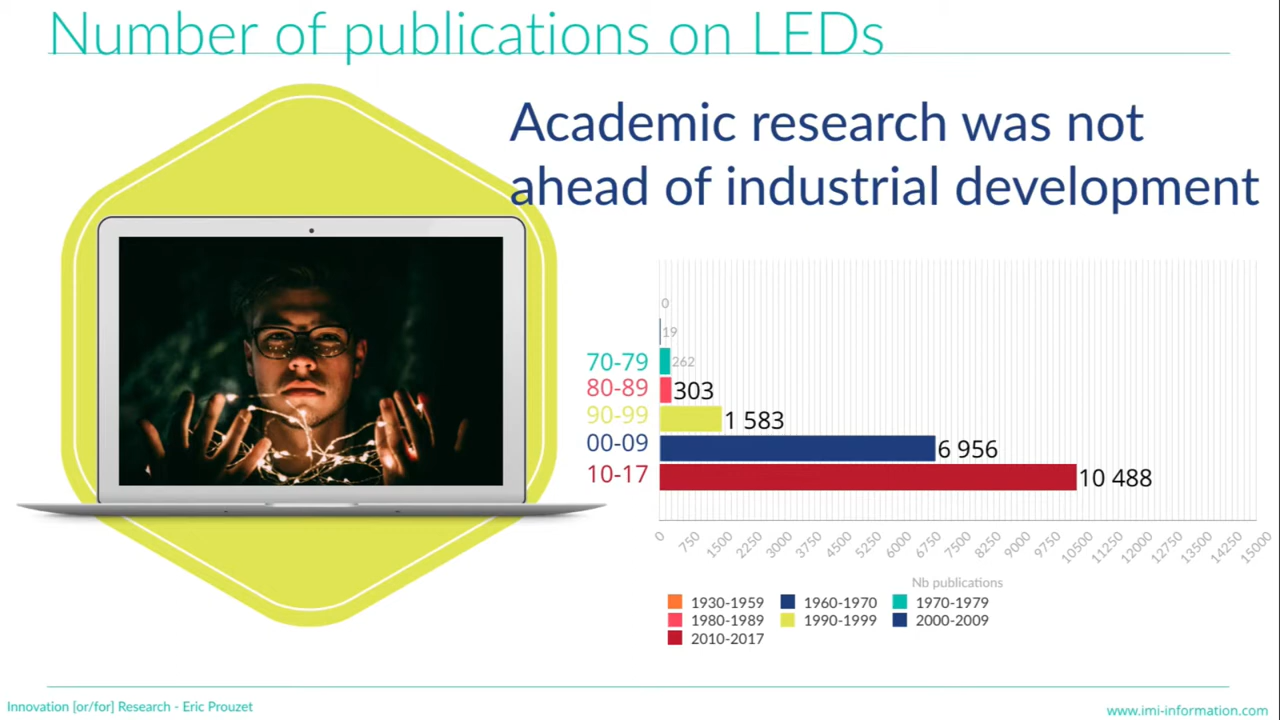 Number of publications on LEDs
Academic research was not
ahead of industrial development
0
19
70-79 262
80-89 303
90-99 1 583
00-09 6 956
10-17 10 488
0 750 1500 2250 3000 3750 4500 5250 6000 6750 7500 8250 9000 9750 10500 11250 12000 12750 13500 14250 15000
Nb publications
1930-1959 1960-1970 1970-1979
1980-1989 1990-1999 2000-2009
2010-2017
Innovation [or/for] Research - Eric Prouzet
www.imi-information.com